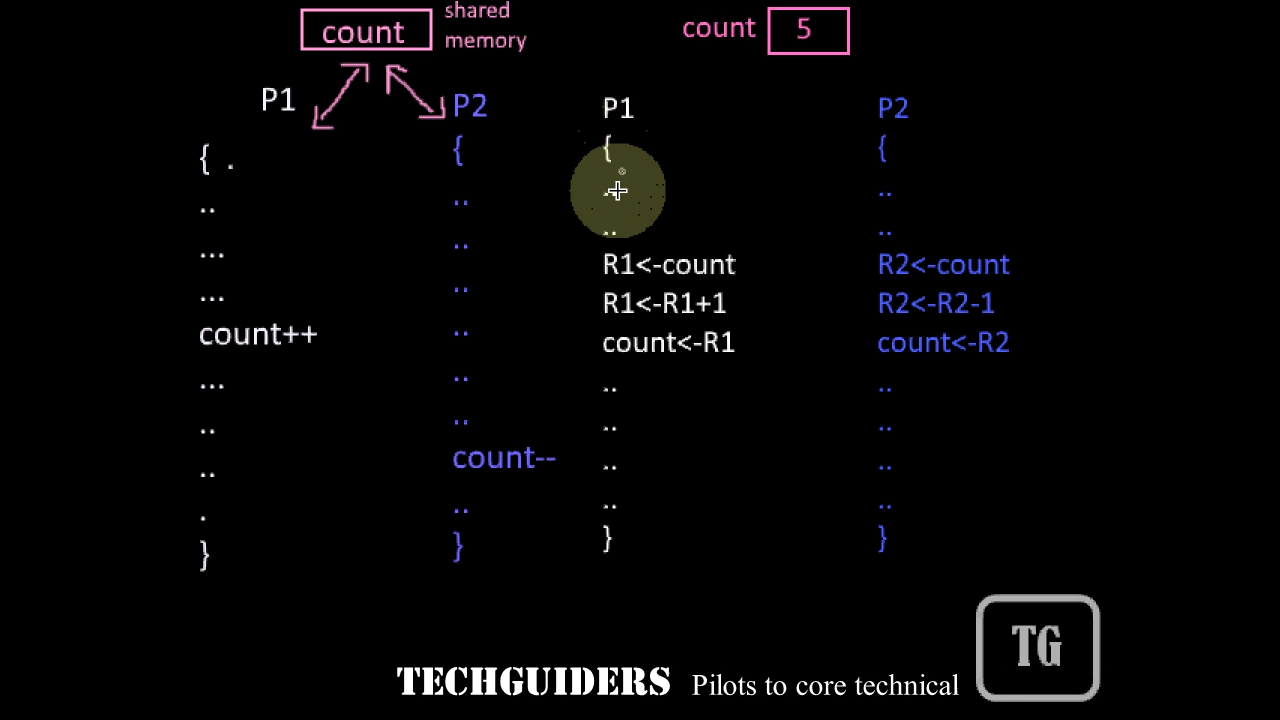 count
shared
memory
count 5
P1
{ .
..
...
...
count++
...
..
..
.
}
P2
{
..
..
..
..
..
..
count--
..
}
P1
{
..
..
R1<-count
R1<-R1+1
count<-R1
..
..
..
..
}
P2
{
..
..
R2<-count
R2<-R2-1
count<-R2
..
..
..
..
}
TG
TECHGUIDERS Pilots to core technical